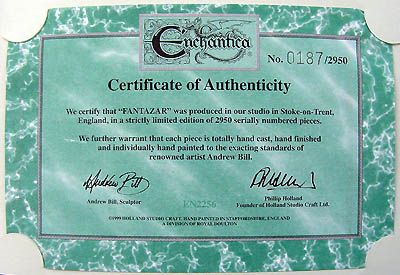 Enchantica
No. 0187/2950
Certificate of Authenticity
We certify that "FANTAZAR" was produced in our studio in Stoke-on-Trent,
England, in a strictly limited edition of 2950 serially numbered pieces.
We further warrant that each piece is totally hand cast, hand finished
and individually hand painted to the exacting standards of
renowned artist Andrew Bill.
Andrew Bill
Andrew Bill, Sculptor
EN2256
Phillip Holland
Founder of Holland Studio Craft Ltd.
©1999 HOLLAND STUDIO CRAFT HAND PAINTED IN STAFFORDSHIRE, ENGLAND
A DIVISION OF ROYAL DOULTON